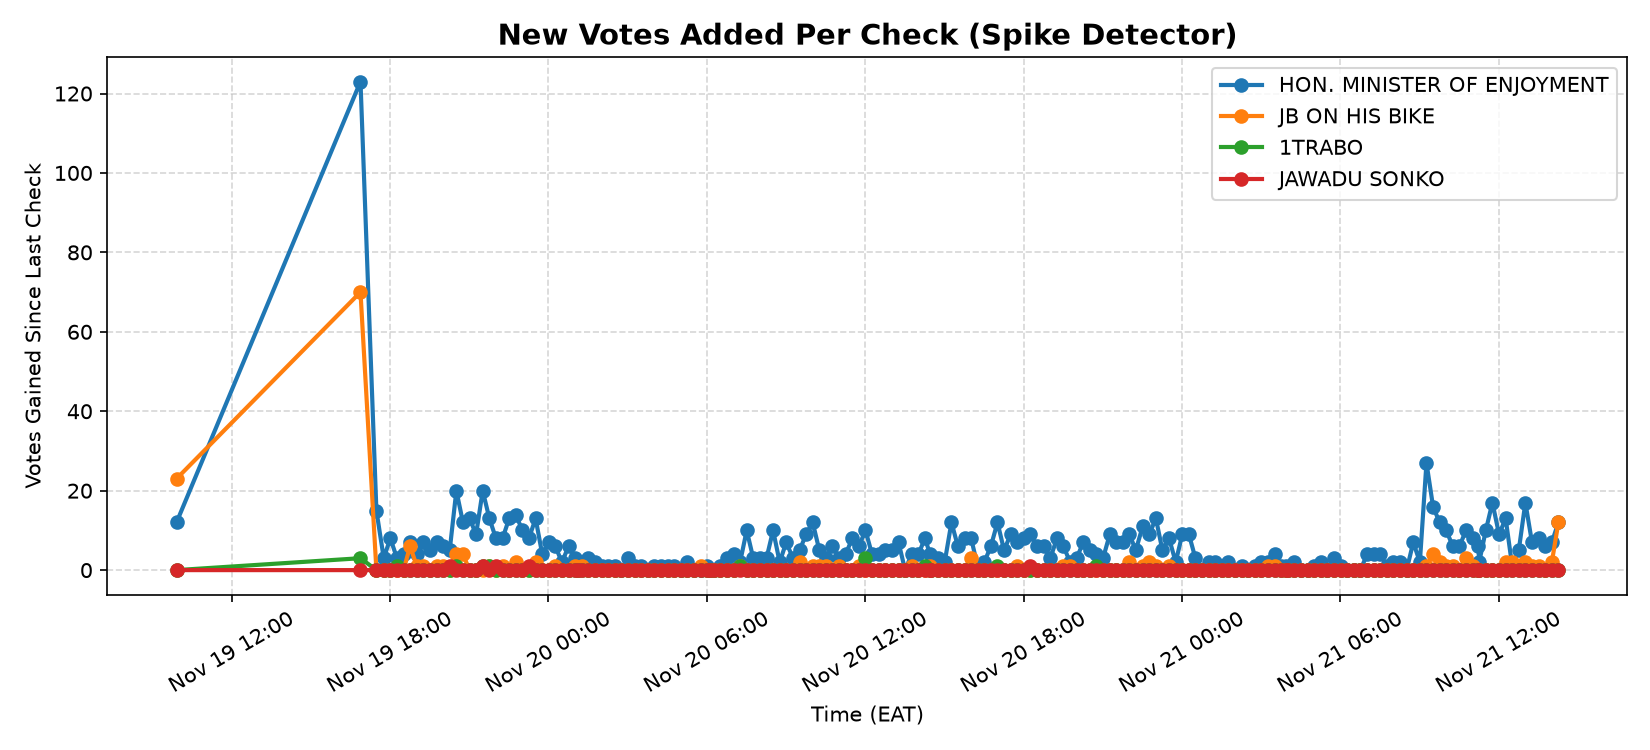 New Votes Added Per Check (Spike Detector)
HON. MINISTER OF ENJOYMENT
JB ON HIS BIKE
1TRABO
JAWADU SONKO
Votes Gained Since Last Check
120
100
80
60
40
20
0
Nov 19 12:00
Nov 19 18:00
Nov 20 00:00
Nov 20 06:00
Nov 20 12:00
Nov 20 18:00
Nov 21 00:00
Nov 21 06:00
Nov 21 12:00
Time (EAT)